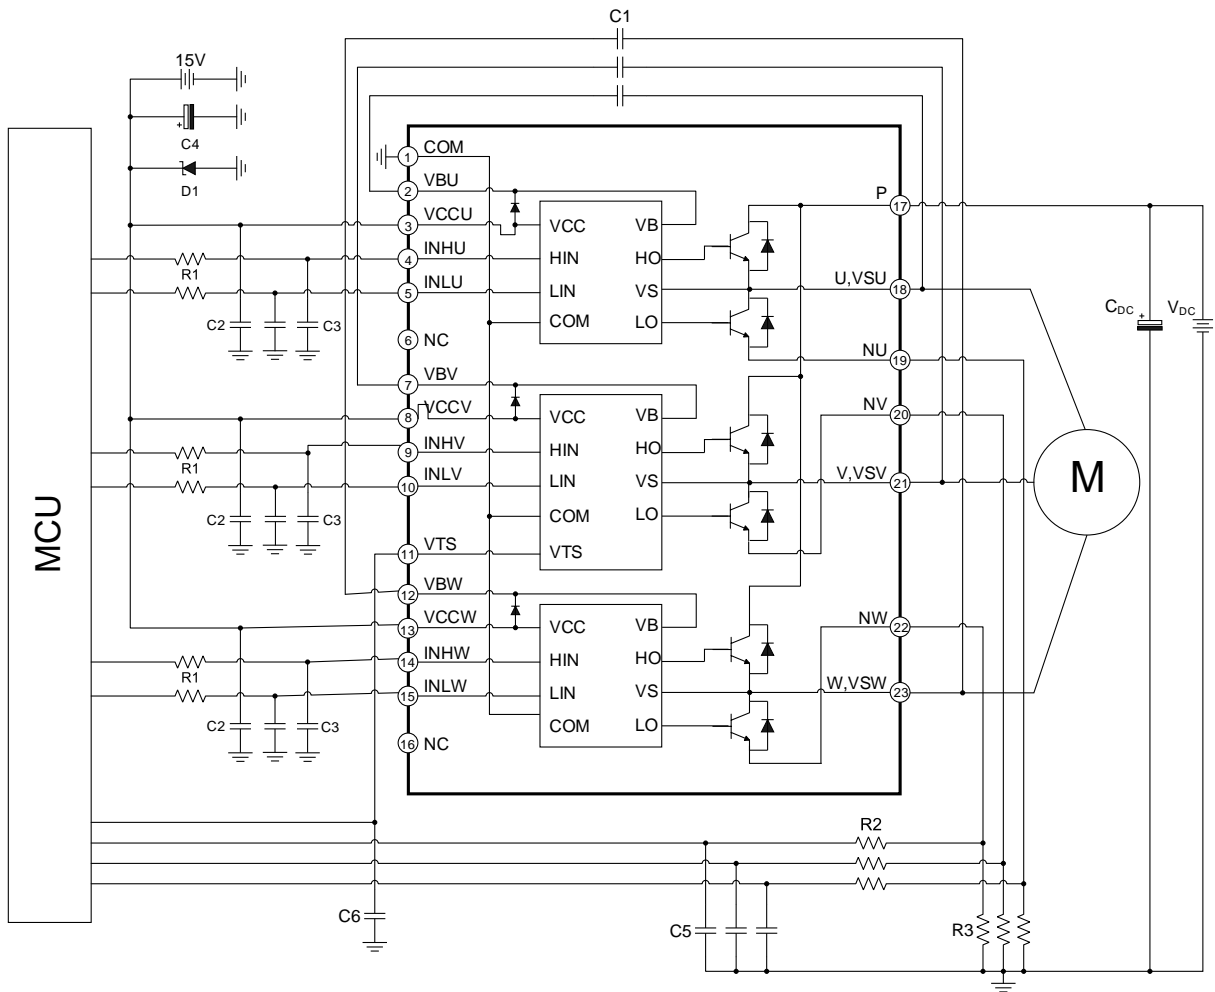 C1
15V
C4
D1
MCU
R1
C2
C3
R1
C2
C3
R1
C2
C3
1 COM
2 VBU
3 VCCU
4 INHU
5 INLU
6 NC
7 VBV
8 VCCV
9 INHV
10 INLV
11 VTS
12 VBW
13 VCCW
14 INHW
15 INLW
16 NC
VCC VB
HIN HO
LIN VS
COM LO
VCC VB
HIN HO
LIN VS
COM LO
VTS
VCC VB
HIN HO
LIN VS
COM LO
P 17
U,VSU 18
NU 19
NV 20
V,VSV 21
NW 22
W,VSW 23
CDC +
VDC
M
+
R2
C6
C5
R3